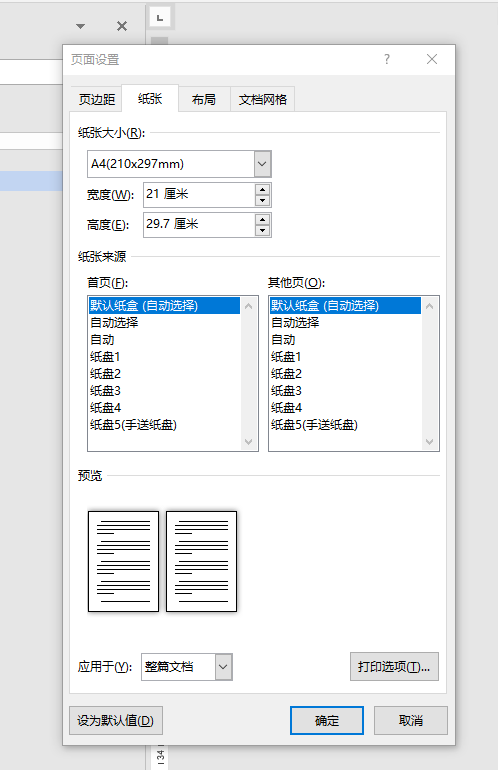 页面设置
页边距 纸张 布局 文档网格
纸张大小(R):
A4(210x297mm)
宽度(W): 21 厘米
高度(E): 29.7 厘米
纸张来源
首页(F): 其他页(O):
默认纸盒 (自动选择) 默认纸盒 (自动选择)
自动选择 自动选择
自动 自动
纸盘1 纸盘1
纸盘2 纸盘2
纸盘3 纸盘3
纸盘4 纸盘4
纸盘5(手送纸盘) 纸盘5(手送纸盘)
预览
应用于(Y): 整篇文档 打印选项(T)...
设为默认值(D) 确定 取消
34